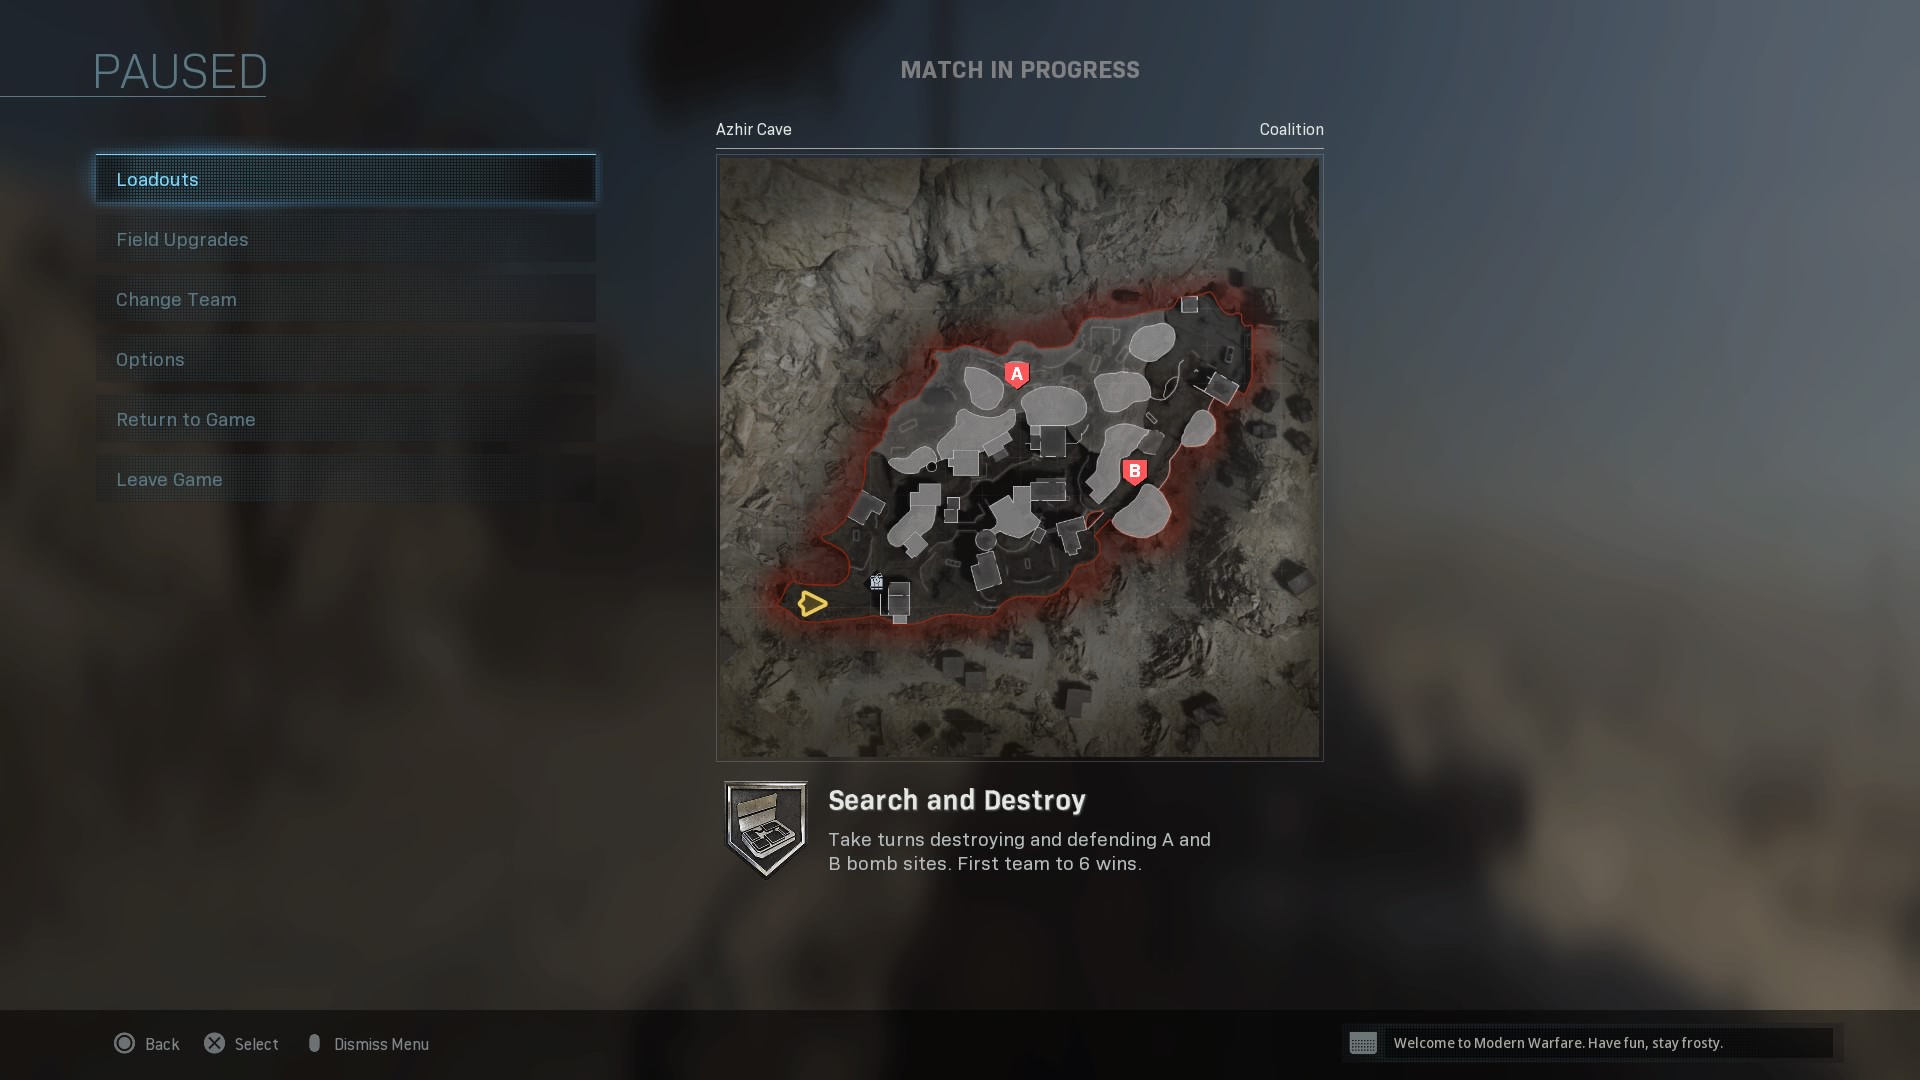 PAUSED
MATCH IN PROGRESS
Azhir Cave
Coalition
Loadouts
Field Upgrades
Change Team
Options
Return to Game
Leave Game
A
B
Search and Destroy
Take turns destroying and defending A and
B bomb sites. First team to 6 wins.
Back
Select
Dismiss Menu
Welcome to Modern Warfare. Have fun, stay frosty.